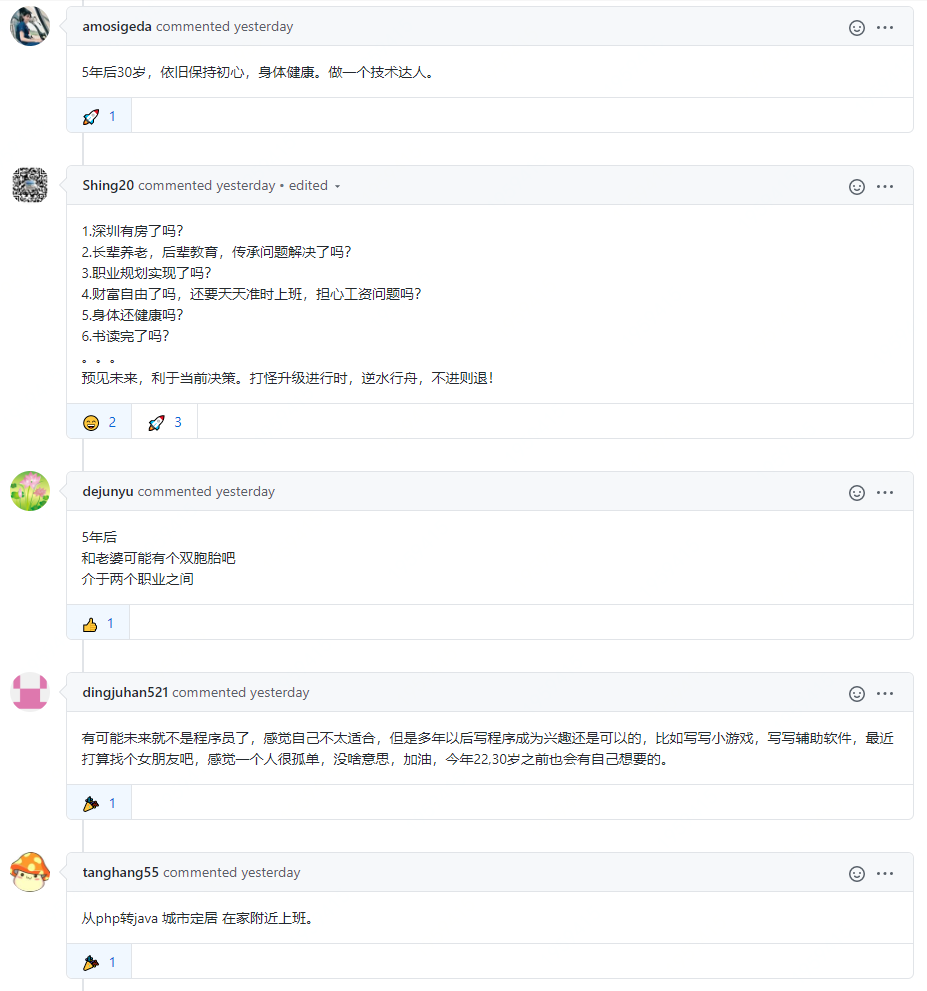 amosigeda commented yesterday
5年后30岁，依旧保持初心，身体健康。做一个技术达人。
1
Shing20 commented yesterday • edited
1.深圳有房了吗?
2.长辈养老，后辈教育，传承问题解决了吗?
3.职业规划实现了吗?
4.财富自由了吗，还要天天准时上班，担心工资问题吗?
5.身体还健康吗?
6.书读完了吗?
。。。
预见未来，利于当前决策。打怪升级进行时，逆水行舟，不进则退！
2 3
dejunyu commented yesterday
5年后
和老婆可能有个双胞胎吧
介于两个职业之间
1
dingjuhan521 commented yesterday
有可能未来就不是程序员了，感觉自己不太适合，但是多年以后写程序成为兴趣还是可以的，比如写写小游戏，写写辅助软件，最近
打算找个女朋友吧，感觉一个人很孤单，没啥意思，加油，今年22,30岁之前也会有自己想要的。
1
tanghang55 commented yesterday
从php转java 城市定居 在家附近上班。
1